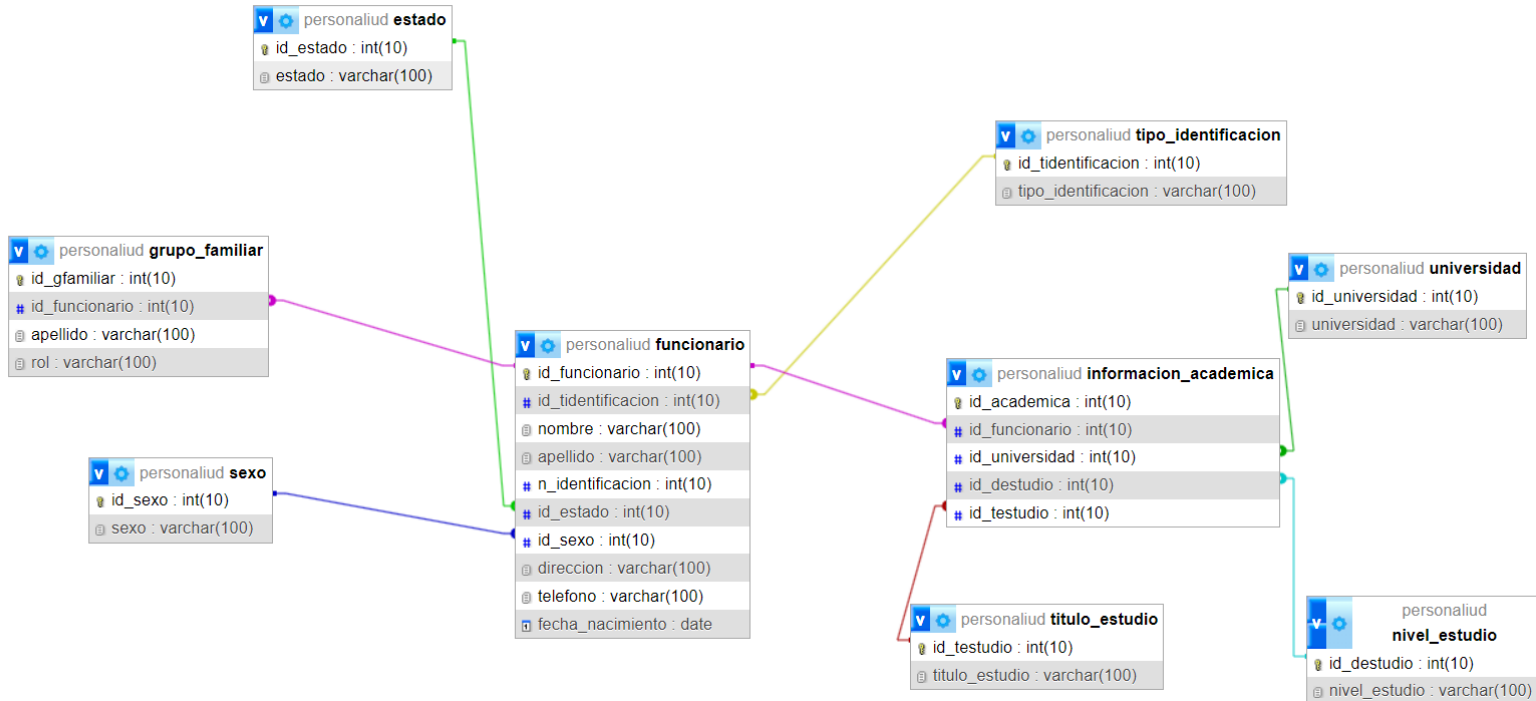 personaliud estado
id_estado : int(10)
estado : varchar(100)
personaliud tipo_identificacion
id_tidentificacion : int(10)
tipo_identificacion : varchar(100)
personaliud grupo_familiar
id_gfamiliar : int(10)
id_funcionario : int(10)
apellido : varchar(100)
rol : varchar(100)
personaliud universidad
id_universidad : int(10)
universidad : varchar(100)
personaliud funcionario
id_funcionario : int(10)
id_tidentificacion : int(10)
nombre : varchar(100)
apellido : varchar(100)
n_identificacion : int(10)
id_estado : int(10)
id_sexo : int(10)
direccion : varchar(100)
telefono : varchar(100)
fecha_nacimiento : date
personaliud informacion_academica
id_academica : int(10)
id_funcionario : int(10)
id_universidad : int(10)
id_destudio : int(10)
id_testudio : int(10)
personaliud sexo
id_sexo : int(10)
sexo : varchar(100)
personaliud titulo_estudio
id_testudio : int(10)
titulo_estudio : varchar(100)
personaliud
nivel_estudio
id_destudio : int(10)
nivel_estudio : varchar(100)